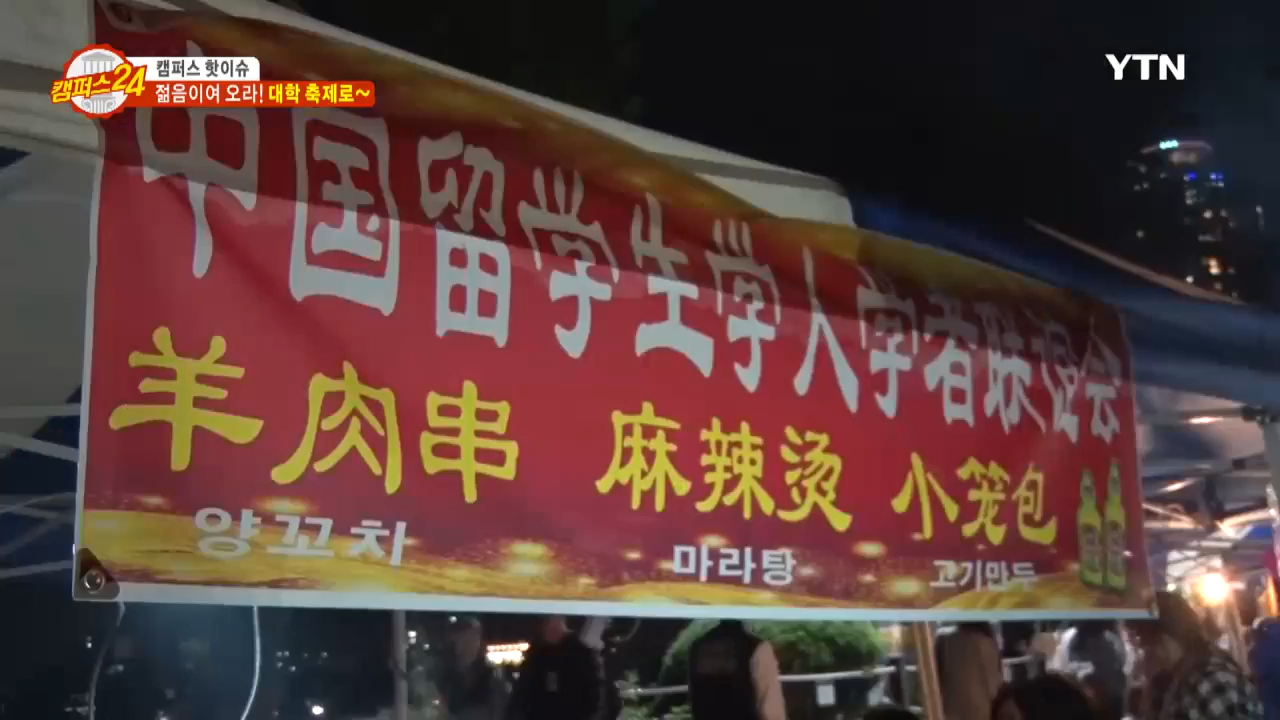 캠퍼스24
캠퍼스 핫이슈
젊음이여 오라! 대학 축제로~
YTN
中国留学生学人学者联谊会
羊肉串 麻辣烫 小笼包
양꼬치 마라탕 고기만두